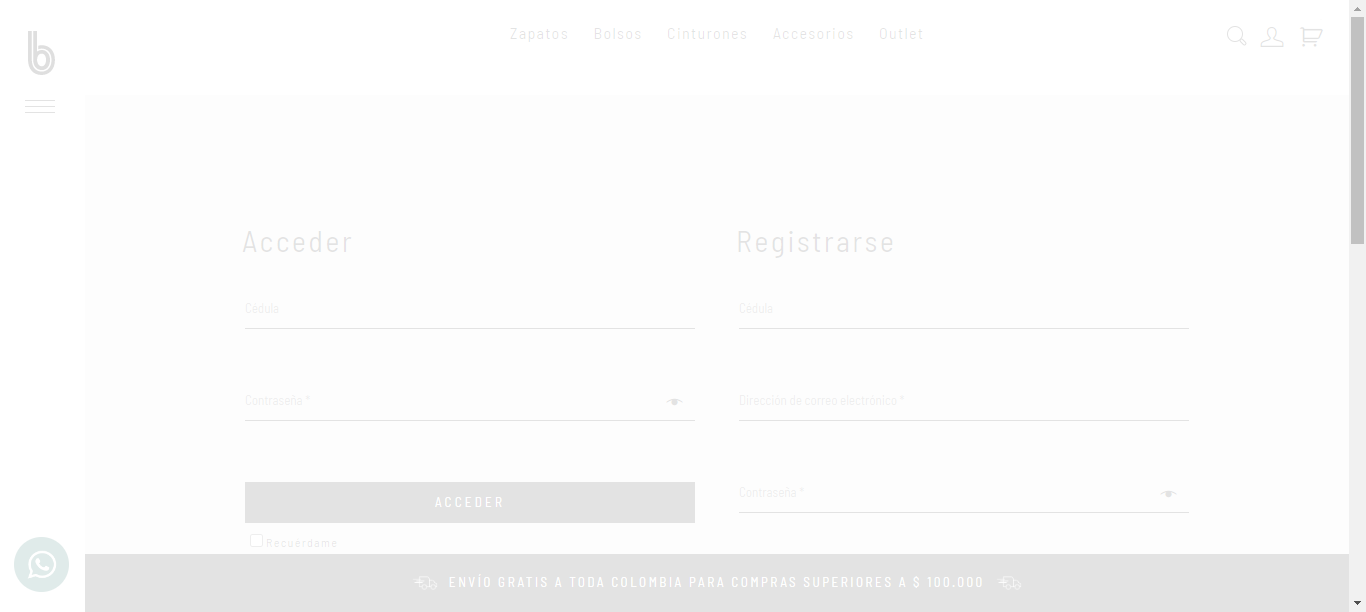 b
Zapatos Bolsos Cinturones Accesorios Outlet
Acceder
Cédula
Contraseña *
ACCEDER
Recuérdame
Registrarse
Cédula
Dirección de correo electrónico *
Contraseña *
ENVÍO GRATIS A TODA COLOMBIA PARA COMPRAS SUPERIORES A $ 100.000